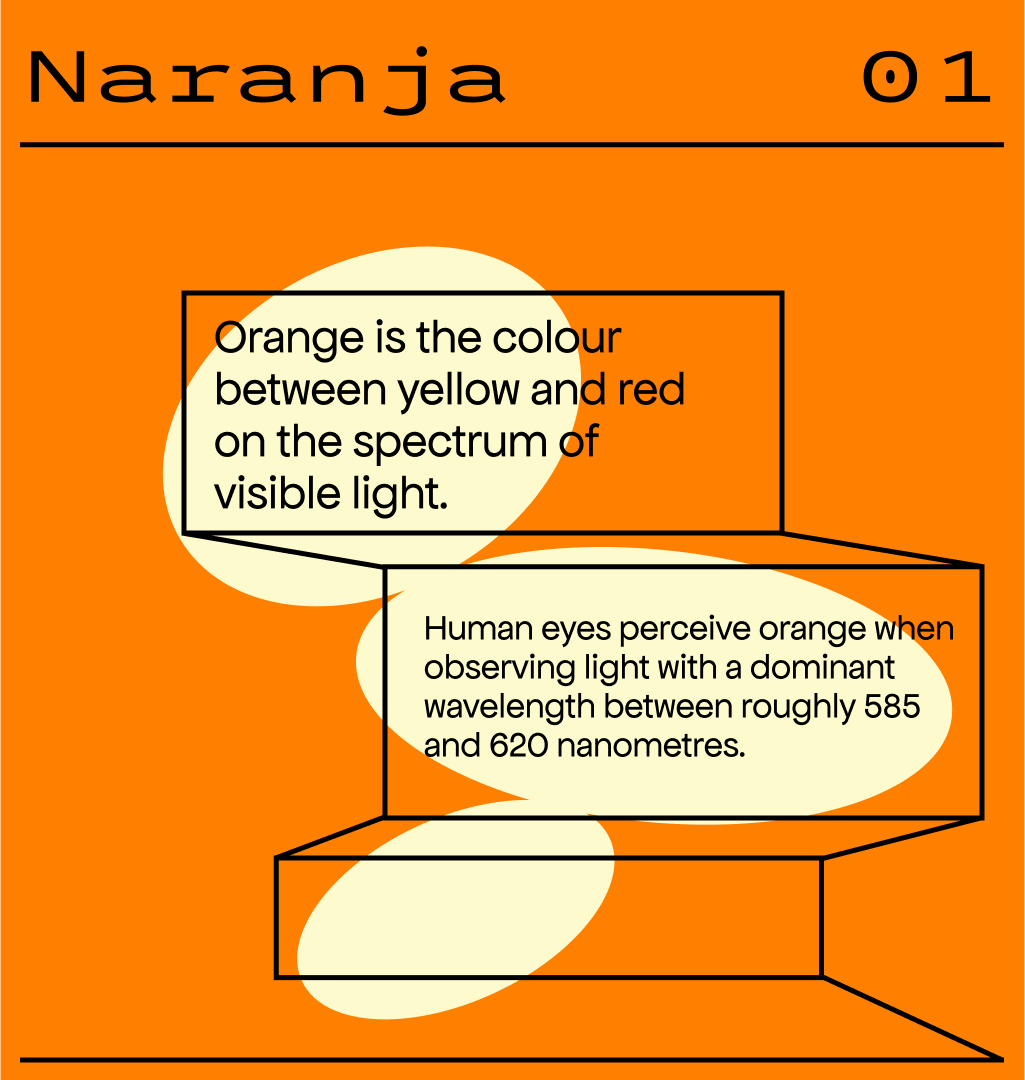 Naranja 01
Orange is the colour
between yellow and red
on the spectrum of
visible light.
Human eyes perceive orange when
observing light with a dominant
wavelength between roughly 585
and 620 nanometres.